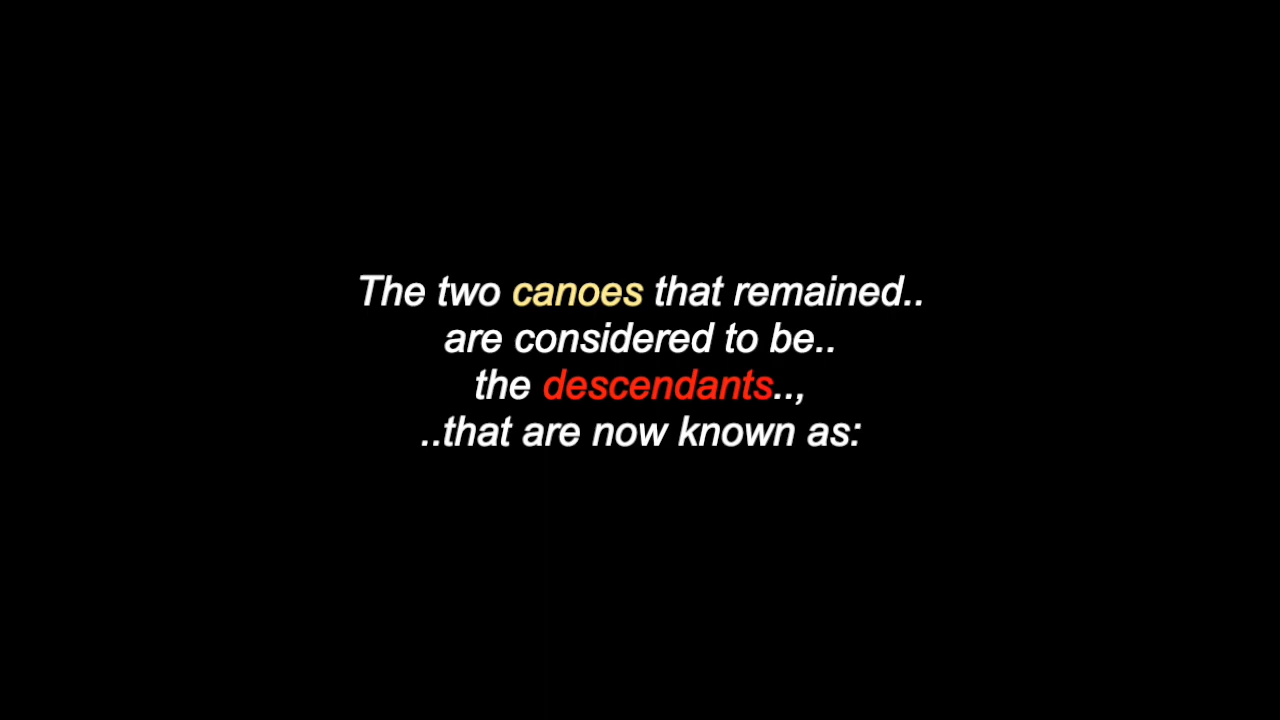 The two canoes that remained..
are considered to be..
the descendants..,
..that are now known as: